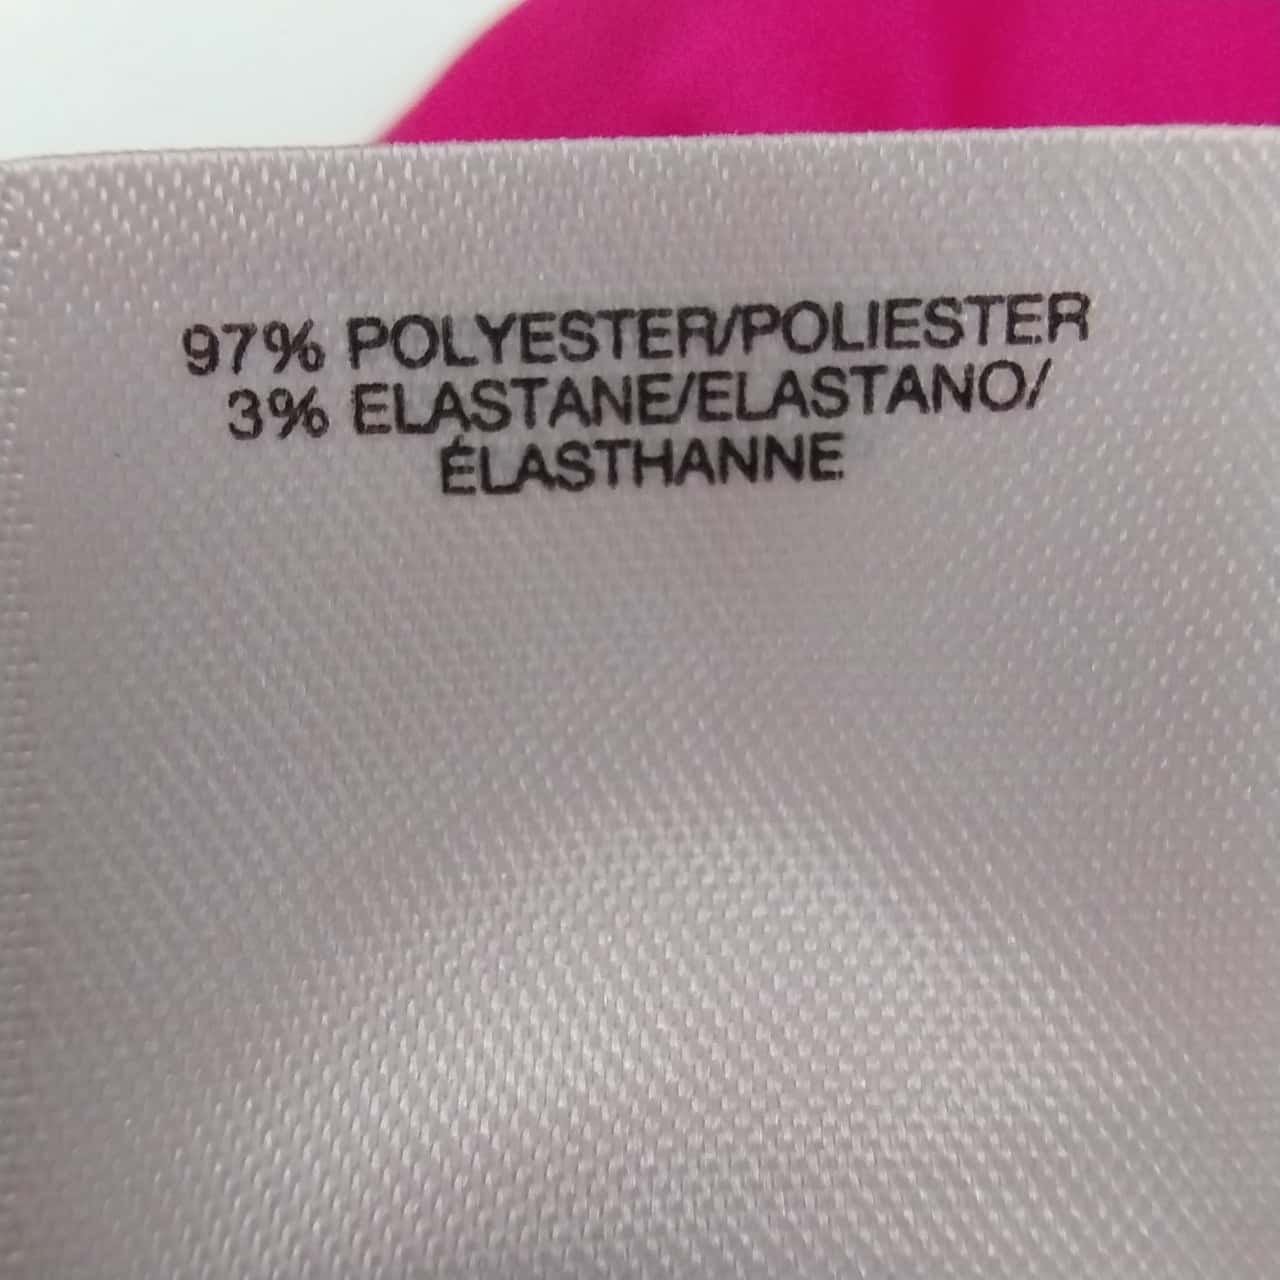 97% POLYESTER/POLIESTER
3% ELASTANE/ELASTANO/
ÉLASTHANNE